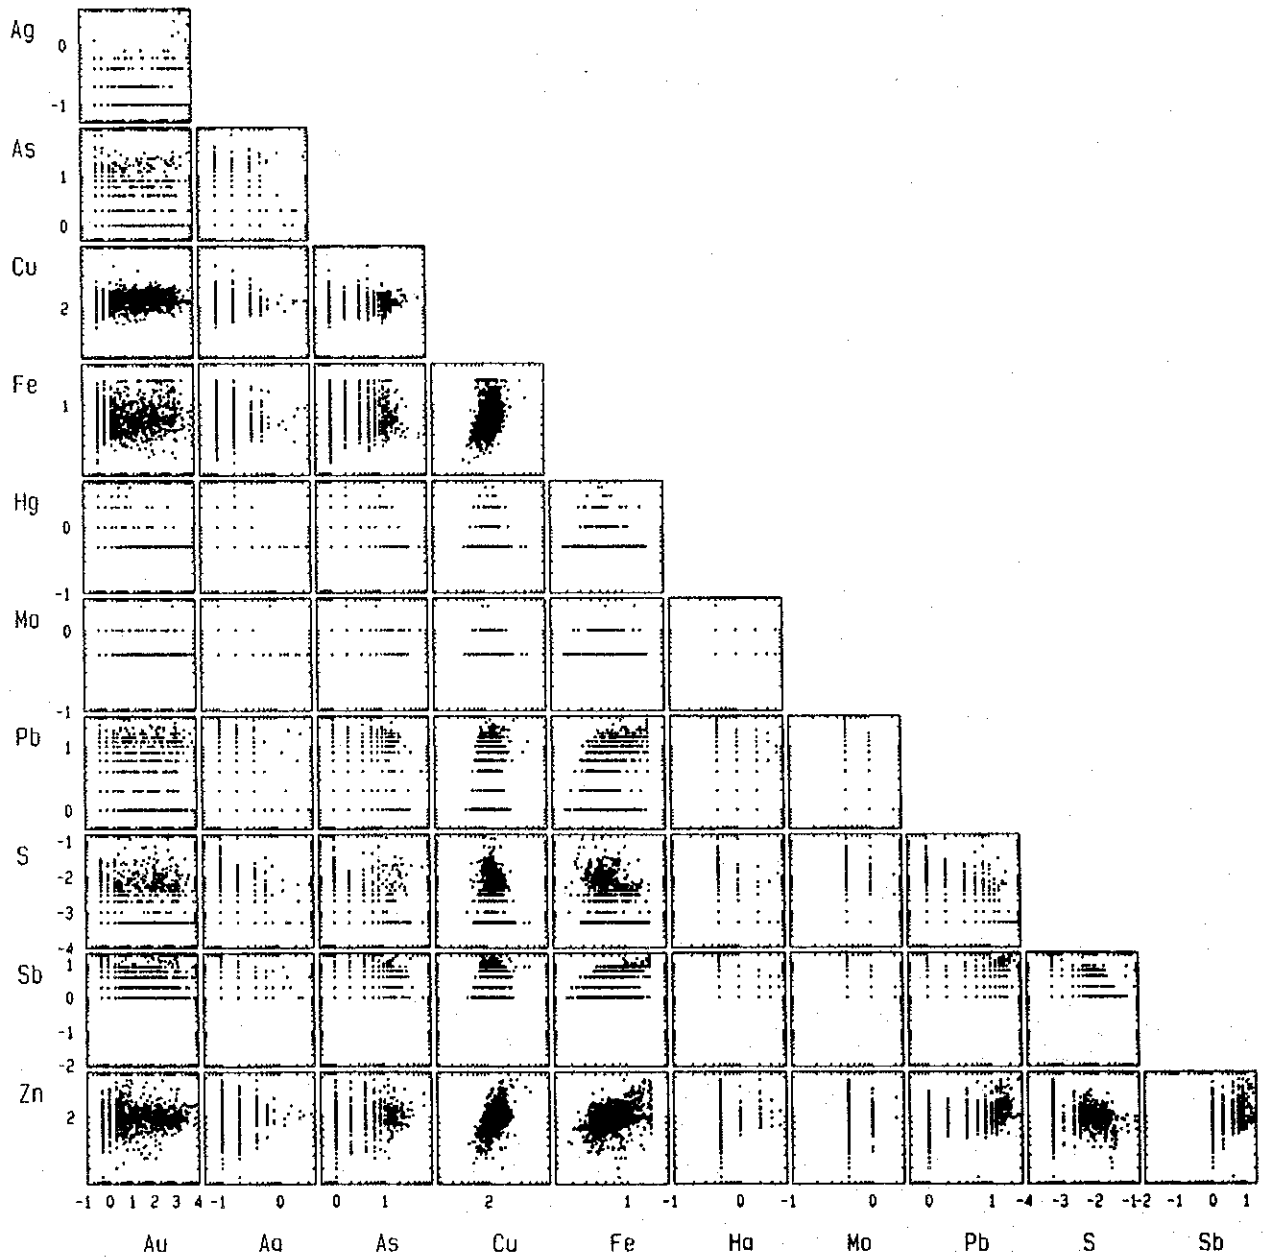 Ag 0
-1
As 1
0
Cu 2
Fe 1
Hg 0
-1
Mo 0
-1
Pb 1
0
S -1
-2
-3
-4
Sb 1
0
-1
-2
Zn 2
-1 0 1 2 3 4 -1 0 0 1 2 1 -1 0 -1 0 0 1 -4 -3 -2 -1 -2 -1 0 1
Au Ag As Cu Fe Hg Mo Pb S Sb